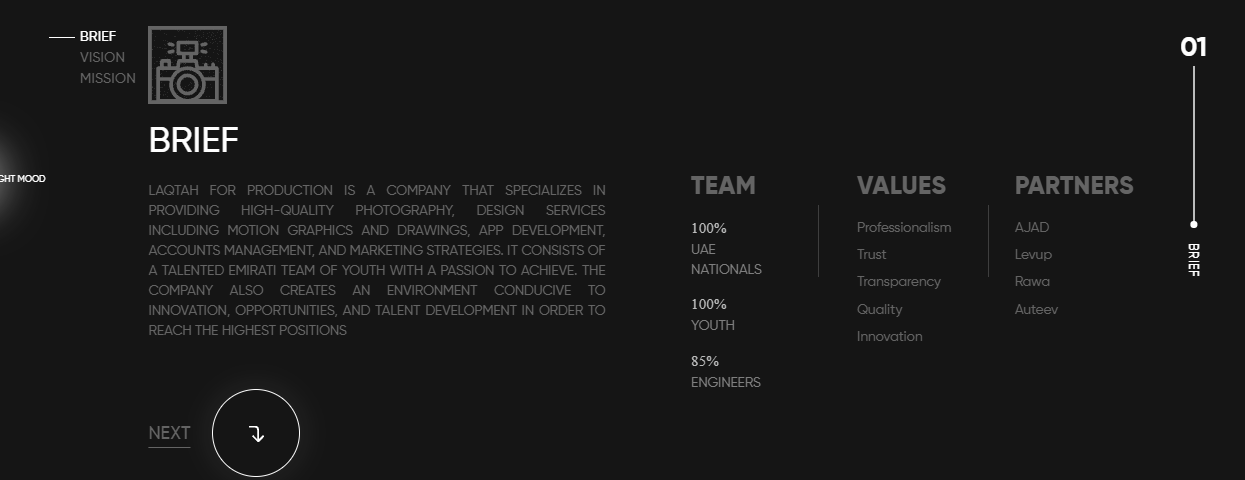 BRIEF
VISION
MISSION
01
BRIEF
GHT MOOD
LAQTAH FOR PRODUCTION IS A COMPANY THAT SPECIALIZES IN
PROVIDING HIGH-QUALITY PHOTOGRAPHY, DESIGN SERVICES
INCLUDING MOTION GRAPHICS AND DRAWINGS, APP DEVELOPMENT,
ACCOUNTS MANAGEMENT, AND MARKETING STRATEGIES. IT CONSISTS OF
A TALENTED EMIRATI TEAM OF YOUTH WITH A PASSION TO ACHIEVE. THE
COMPANY ALSO CREATES AN ENVIRONMENT CONDUCIVE TO
INNOVATION, OPPORTUNITIES, AND TALENT DEVELOPMENT IN ORDER TO
REACH THE HIGHEST POSITIONS
TEAM
100%
UAE
NATIONALS
100%
YOUTH
85%
ENGINEERS
VALUES
Professionalism
Trust
Transparency
Quality
Innovation
PARTNERS
AJAD
Levup
Rawa
Auteev
BRIEF
NEXT